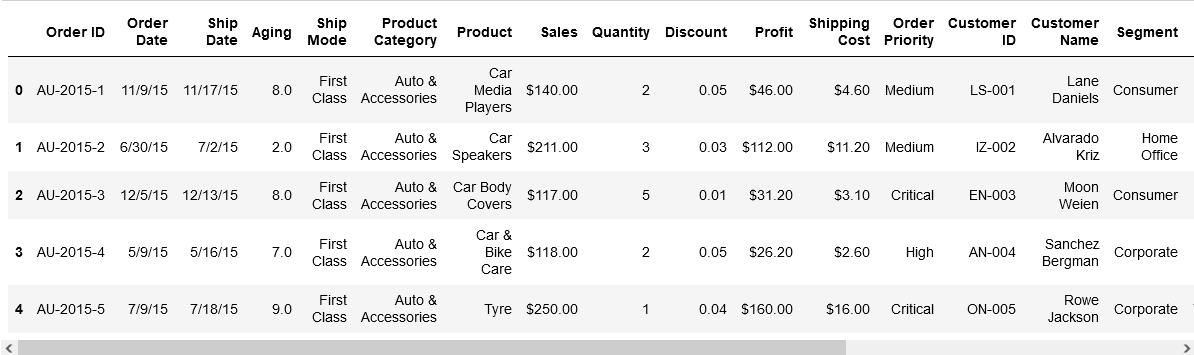 Order ID Order Date Ship Date Aging Ship Mode Product Category Product Sales Quantity Discount Profit Shipping Cost Order Priority Customer ID Customer Name Segment
0 AU-2015-1 11/9/15 11/17/15 8.0 First Class Auto & Accessories Car Media Players $140.00 2 0.05 $46.00 $4.60 Medium LS-001 Lane Daniels Consumer
1 AU-2015-2 6/30/15 7/2/15 2.0 First Class Auto & Accessories Car Speakers $211.00 3 0.03 $112.00 $11.20 Medium IZ-002 Alvarado Kriz Home Office
2 AU-2015-3 12/5/15 12/13/15 8.0 First Class Auto & Accessories Car Body Covers $117.00 5 0.01 $31.20 $3.10 Critical EN-003 Moon Weien Consumer
3 AU-2015-4 5/9/15 5/16/15 7.0 First Class Auto & Accessories Car & Bike Care $118.00 2 0.05 $26.20 $2.60 High AN-004 Sanchez Bergman Corporate
4 AU-2015-5 7/9/15 7/18/15 9.0 First Class Auto & Accessories Tyre $250.00 1 0.04 $160.00 $16.00 Critical ON-005 Rowe Jackson Corporate